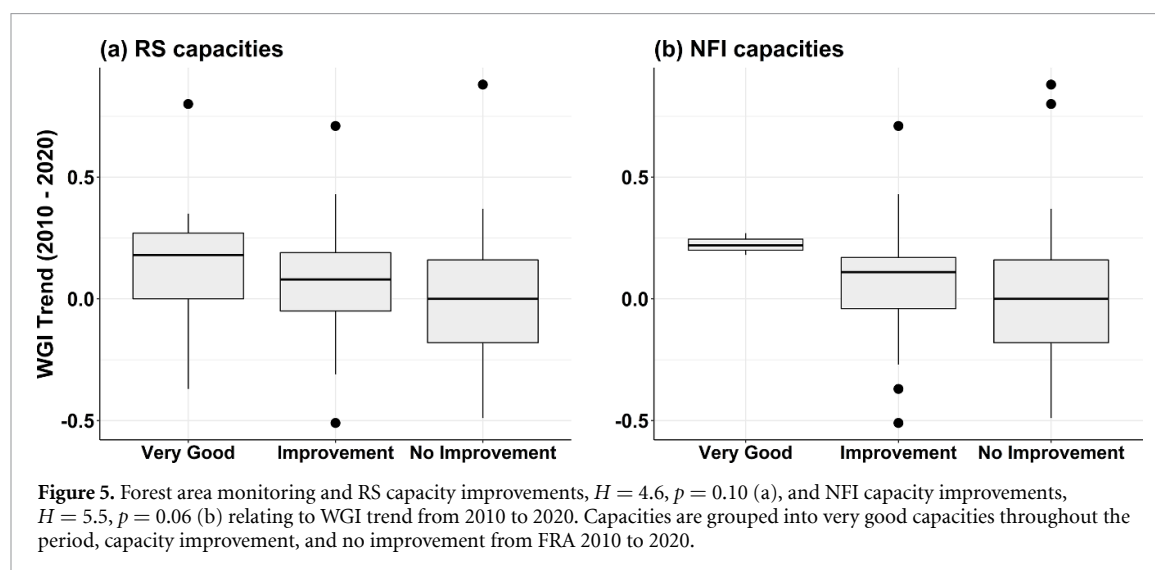 (a) RS capacities
(b) NFI capacities
WGI Trend (2010 - 2020)
0.5
0.0
-0.5
0.5
0.0
-0.5
Very Good Improvement No Improvement
Very Good Improvement No Improvement
Figure 5. Forest area monitoring and RS capacity improvements, H = 4.6, p = 0.10 (a), and NFI capacity improvements,
H = 5.5, p = 0.06 (b) relating to WGI trend from 2010 to 2020. Capacities are grouped into very good capacities throughout the
period, capacity improvement, and no improvement from FRA 2010 to 2020.